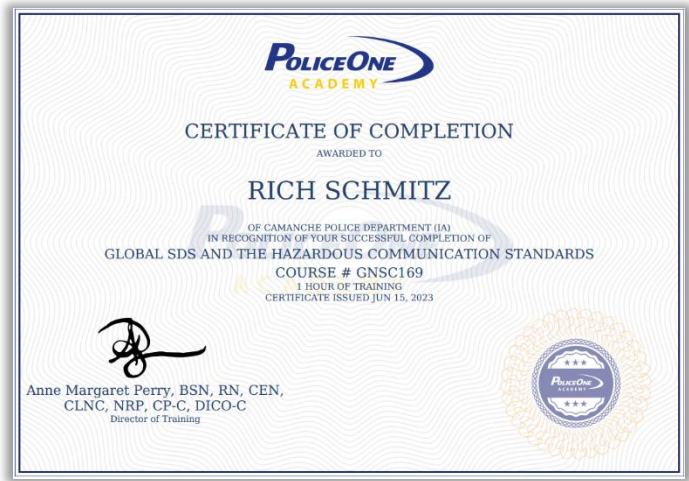 POLICEONE
ACADEMY
CERTIFICATE OF COMPLETION
AWARDED TO
RICH SCHMITZ
OF CAMANCHE POLICE DEPARTMENT (IA)
IN RECOGNITION OF YOUR SUCCESSFUL COMPLETION OF
GLOBAL SDS AND THE HAZARDOUS COMMUNICATION STANDARDS
COURSE # GNSC169
1 HOUR OF TRAINING
CERTIFICATE ISSUED JUN 15, 2023
Anne Margaret Perry, BSN, RN, CEN,
CLNC, NRP, CP-C, DICO-C
Director of Training
POLICEONE
ACADEMY